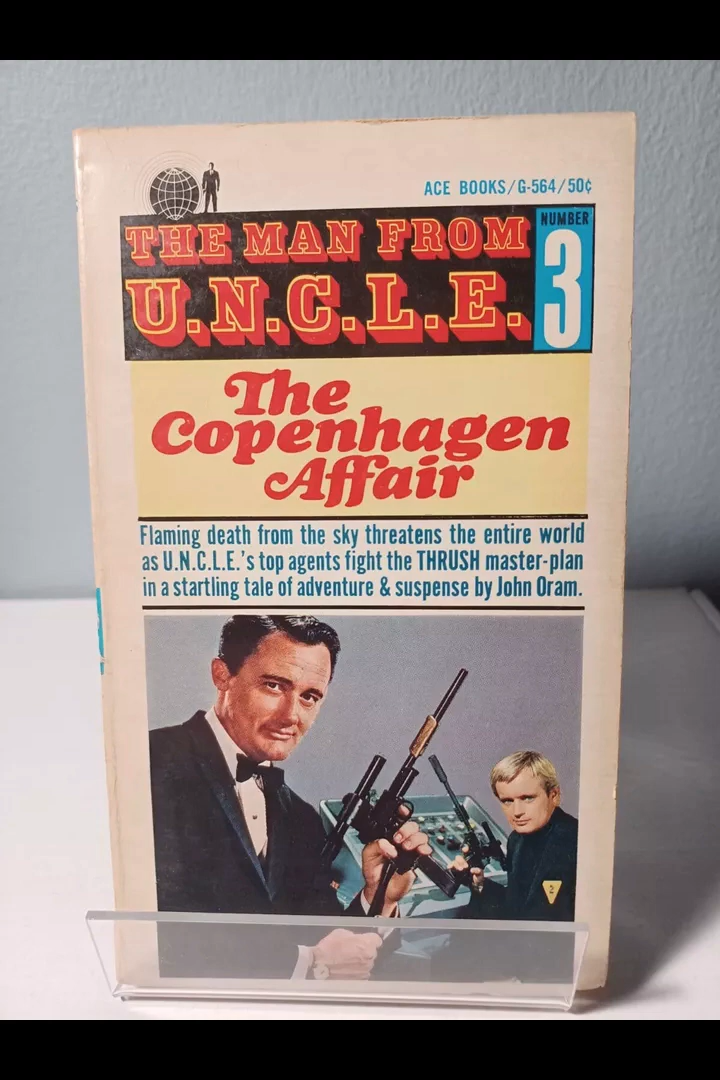 ACE BOOKS/G-564/50¢
THE MAN FROM
U.N.C.L.E.
NUMBER
3
The
Copenhagen
Affair
Flaming death from the sky threatens the entire world
as U.N.C.L.E.'s top agents fight the THRUSH master-plan
in a startling tale of adventure & suspense by John Oram.
2